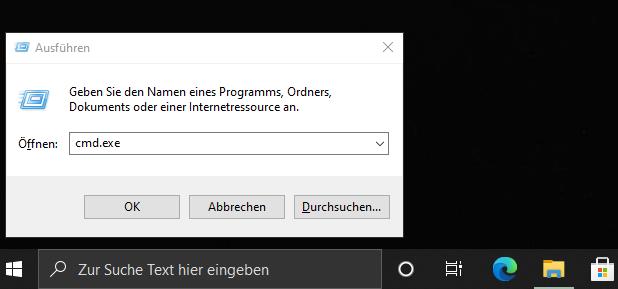 Ausführen
Geben Sie den Namen eines Programms, Ordners,
Dokuments oder einer Internetressource an.
Öffnen:
cmd.exe
OK
Abbrechen
Durchsuchen...
Zur Suche Text hier eingeben